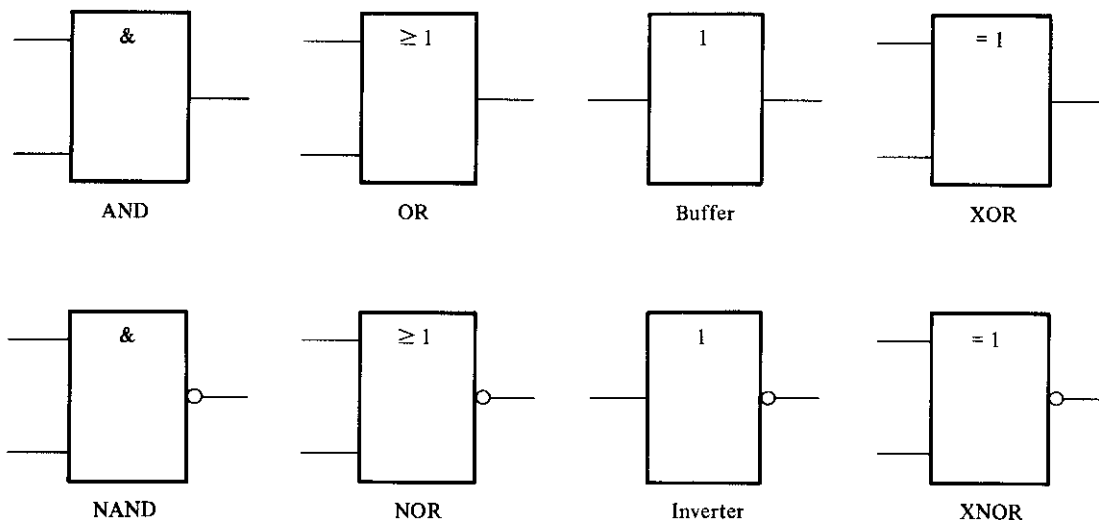 & ≥ 1 1 = 1
AND OR Buffer XOR
& ≥ 1 1 = 1
NAND NOR Inverter XNOR